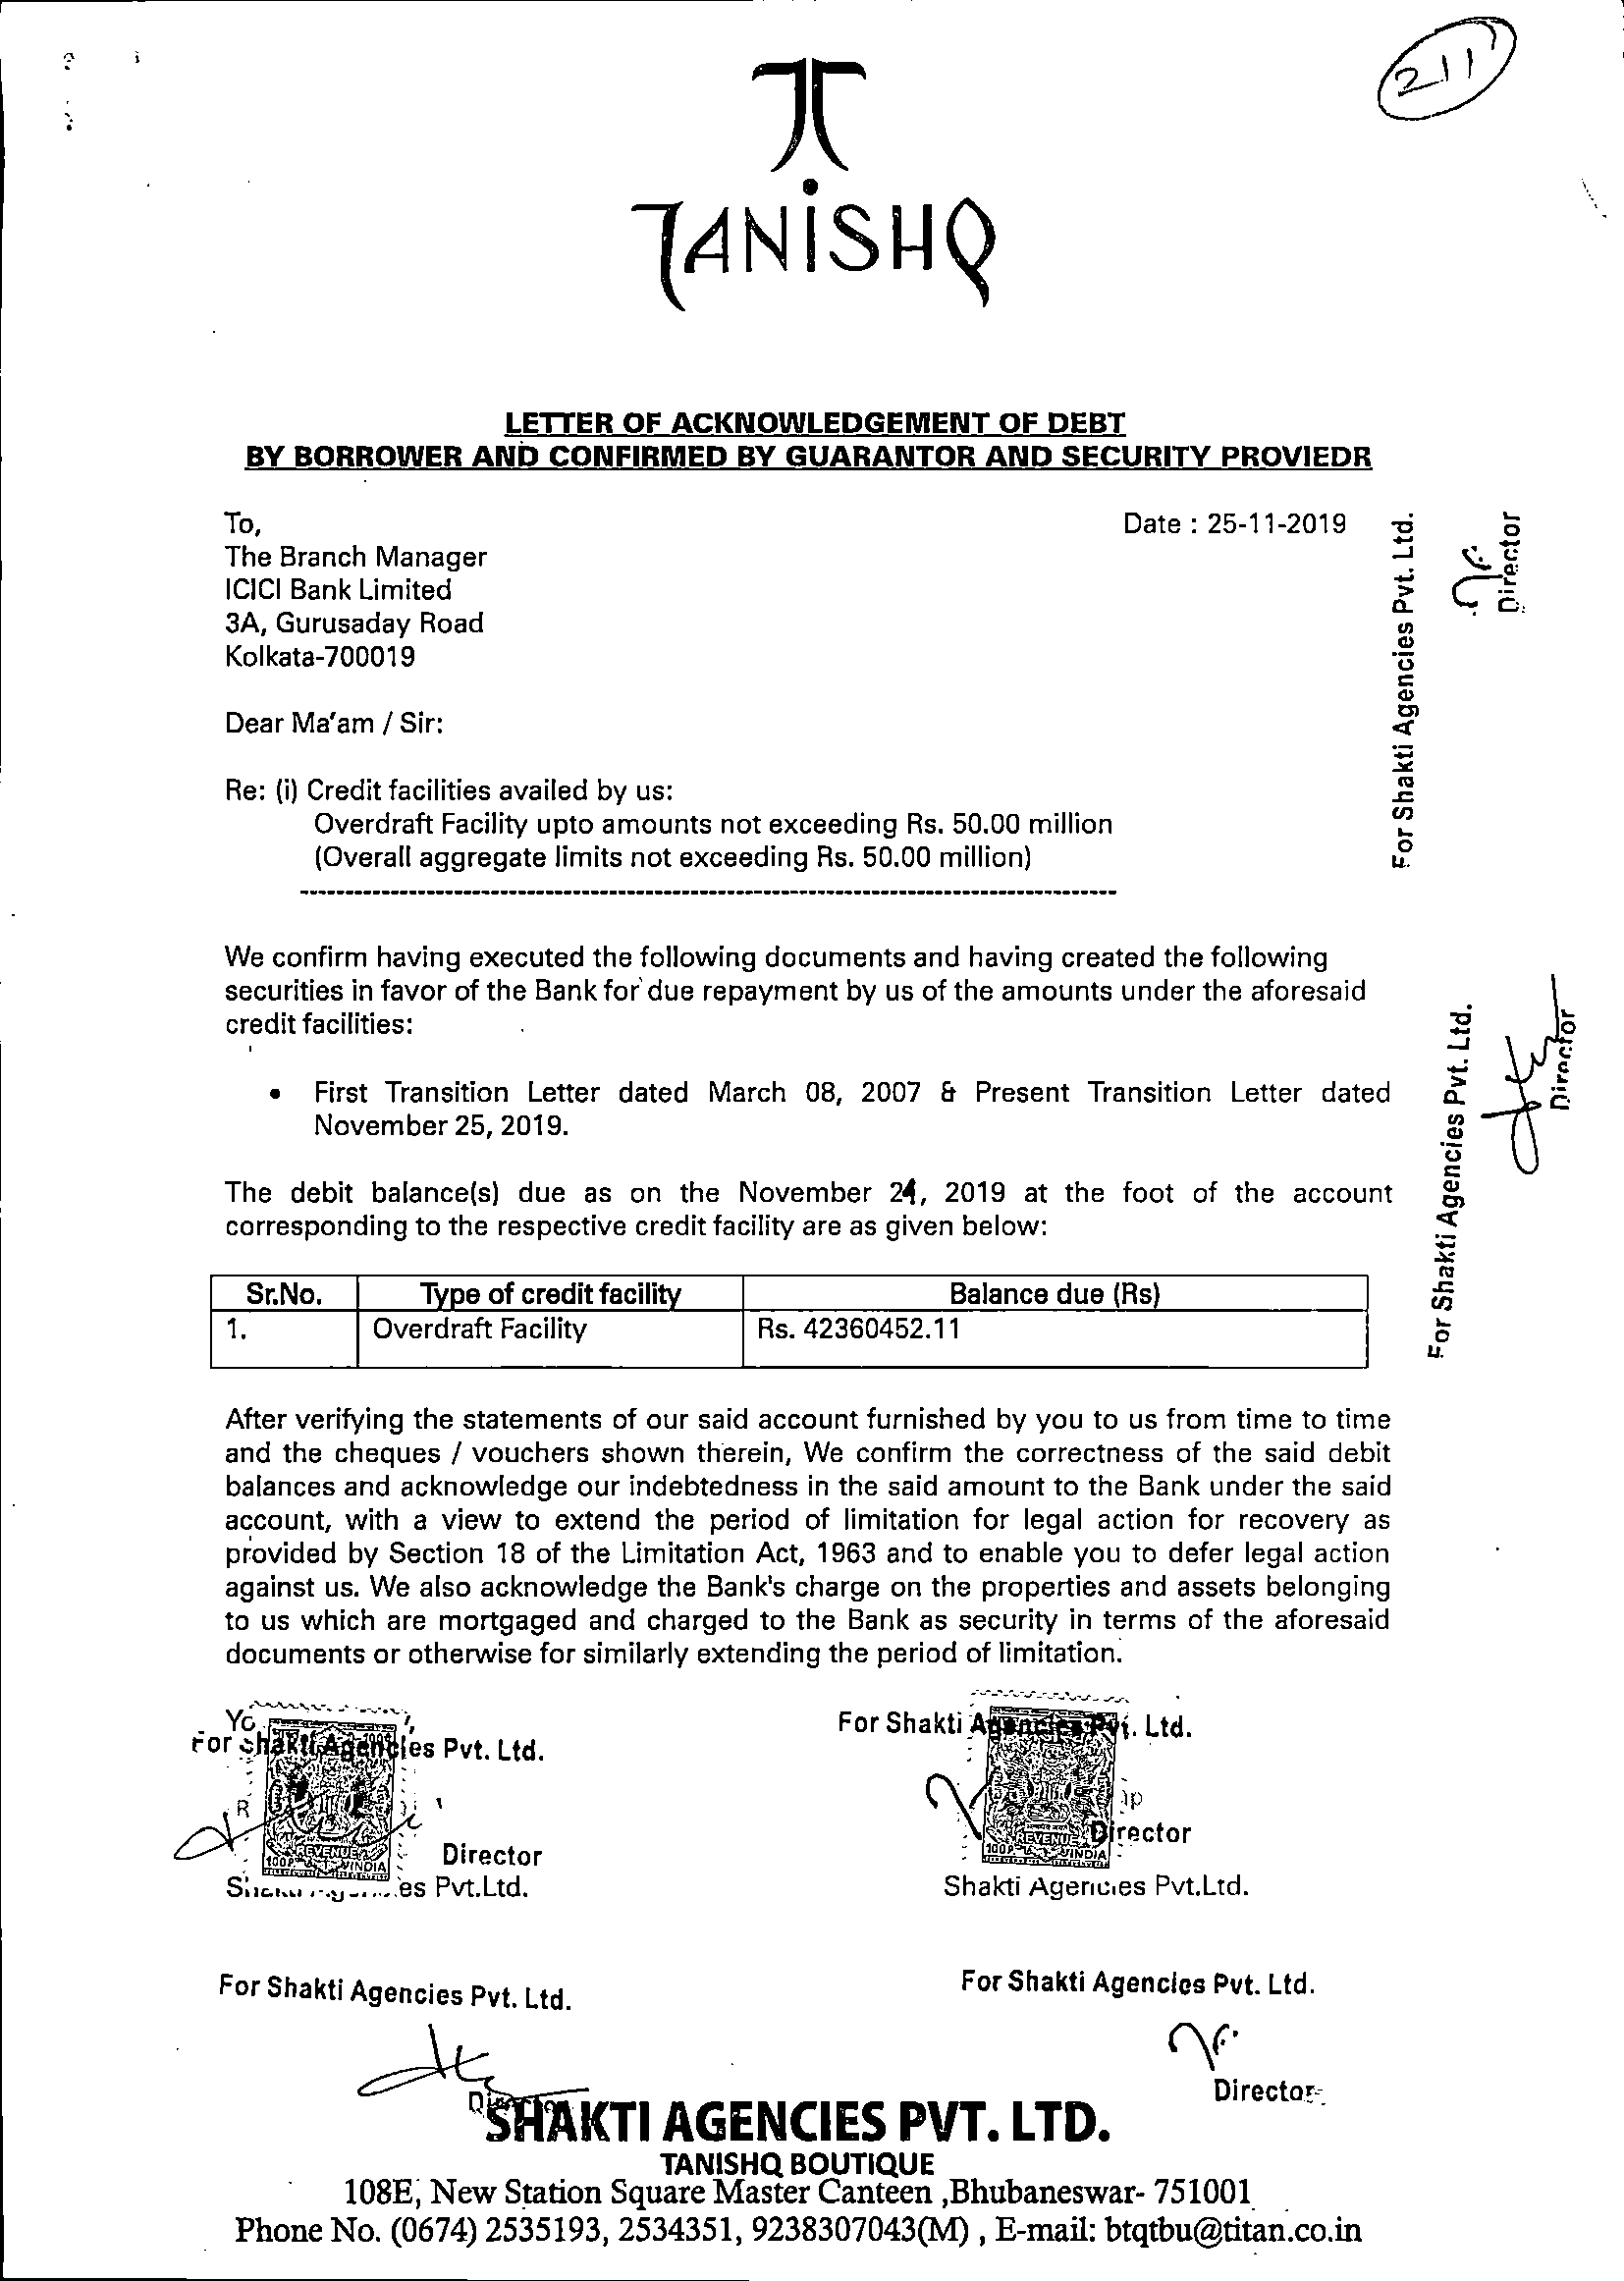 211
TANiSHQ
LETTER OF ACKNOWLEDGEMENT OF DEBT
BY BORROWER AND CONFIRMED BY GUARANTOR AND SECURITY PROVIEDR
To,
Date : 25-11-2019
The Branch Manager
ICICI Bank Limited
3A, Gurusaday Road
Kolkata-700019
For Shakti Agencies Pvt. Ltd.
Director
Dear Ma'am / Sir:
Re: (i) Credit facilities availed by us:
Overdraft Facility upto amounts not exceeding Rs. 50.00 million
(Overall aggregate limits not exceeding Rs. 50.00 million)
We confirm having executed the following documents and having created the following
securities in favor of the Bank for due repayment by us of the amounts under the aforesaid
credit facilities:
• First Transition Letter dated March 08, 2007 & Present Transition Letter dated
November 25, 2019.
For Shakti Agencies Pvt. Ltd.
Director
The debit balance(s) due as on the November 24, 2019 at the foot of the account
corresponding to the respective credit facility are as given below:
Sr.No. Type of credit facility Balance due (Rs)
1. Overdraft Facility Rs. 42360452.11
After verifying the statements of our said account furnished by you to us from time to time
and the cheques / vouchers shown therein, We confirm the correctness of the said debit
balances and acknowledge our indebtedness in the said amount to the Bank under the said
account, with a view to extend the period of limitation for legal action for recovery as
provided by Section 18 of the Limitation Act, 1963 and to enable you to defer legal action
against us. We also acknowledge the Bank's charge on the properties and assets belonging
to us which are mortgaged and charged to the Bank as security in terms of the aforesaid
documents or otherwise for similarly extending the period of limitation.
For Shakti Agencies Pvt. Ltd.
For Shakti Agencies Pvt. Ltd.
REVENUE
100P INDIA
Director
REVENUE
100P INDIA
Director
Pvt.Ltd.
Shakti Agencies Pvt.Ltd.
For Shakti Agencies Pvt. Ltd.
For Shakti Agencies Pvt. Ltd.
Director
Director
SHAKTI AGENCIES PVT. LTD.
TANISHQ BOUTIQUE
108E, New Station Square Master Canteen ,Bhubaneswar- 751001
Phone No. (0674) 2535193, 2534351, 9238307043(M) , E-mail: btqtbu@titan.co.in